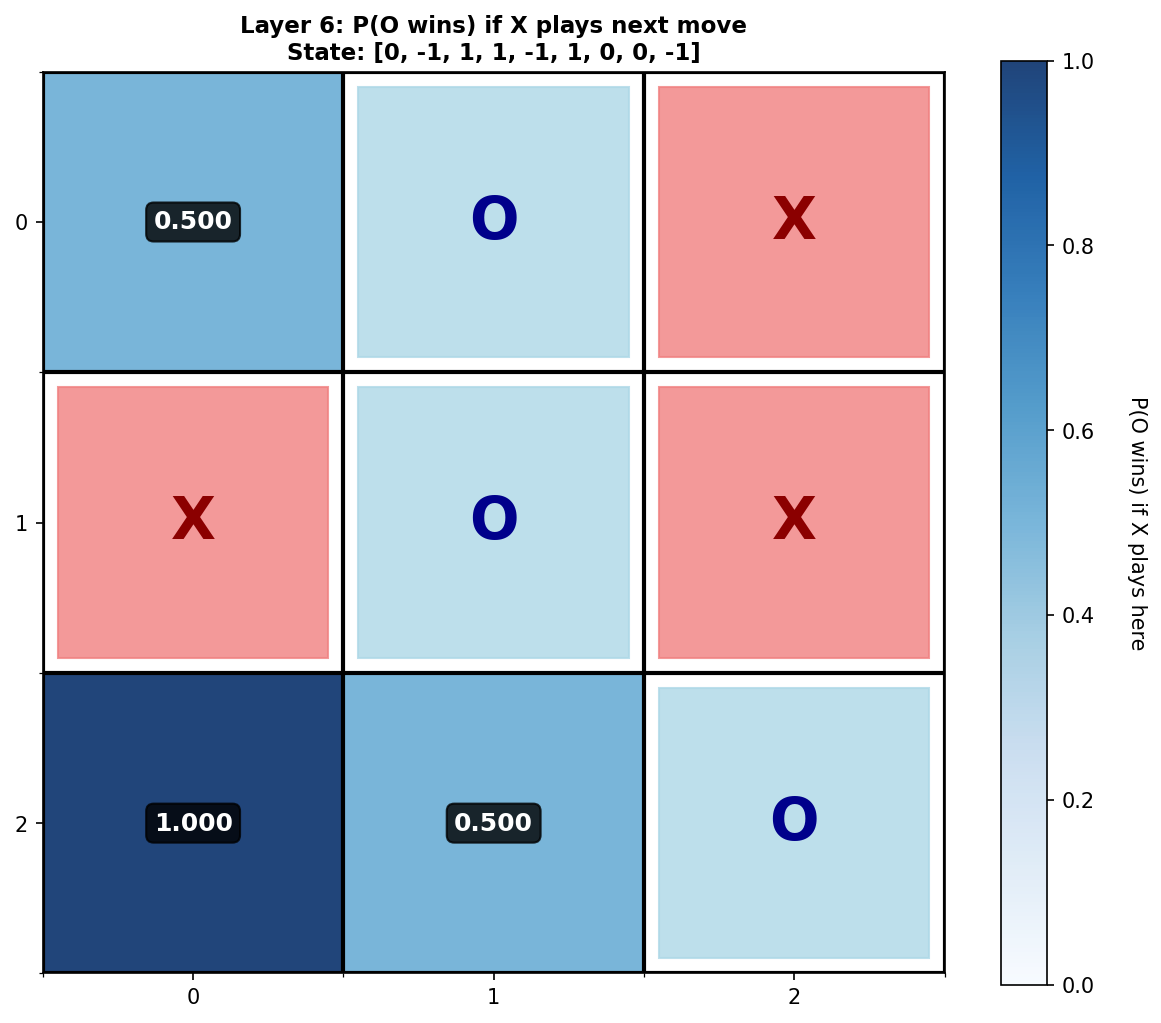 Layer 6: P(O wins) if X plays next move
State: [0, -1, 1, 1, -1, 1, 0, 0, -1]
0
0.500
O
X
1
X
O
X
2
1.000
0.500
O
0
1
2
1.0
0.8
0.6
0.4
0.2
0.0
P(O wins) if X plays here